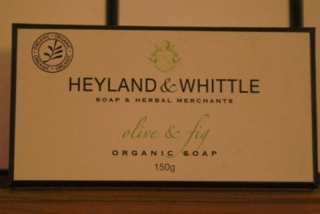 HEYLAND & WHITTLE
SOAP & HERBAL MERCHANTS
olive & fig
ORGANIC SOAP
150g